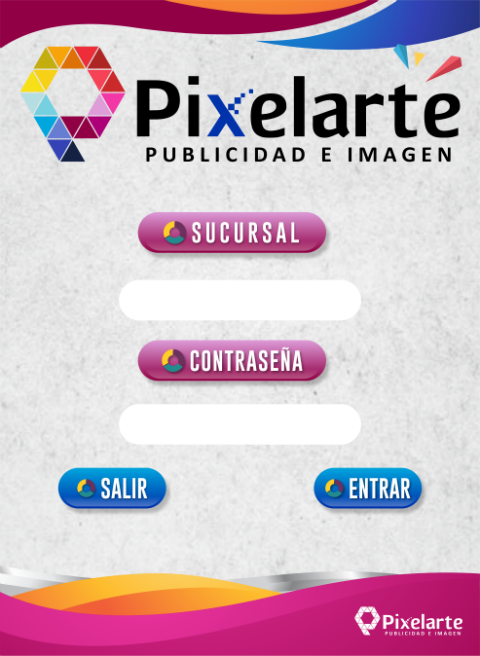 Pixelarte
PUBLICIDAD E IMAGEN
SUCURSAL
CONTRASEÑA
SALIR
ENTRAR
Pixelarte
PUBLICIDAD E IMAGEN